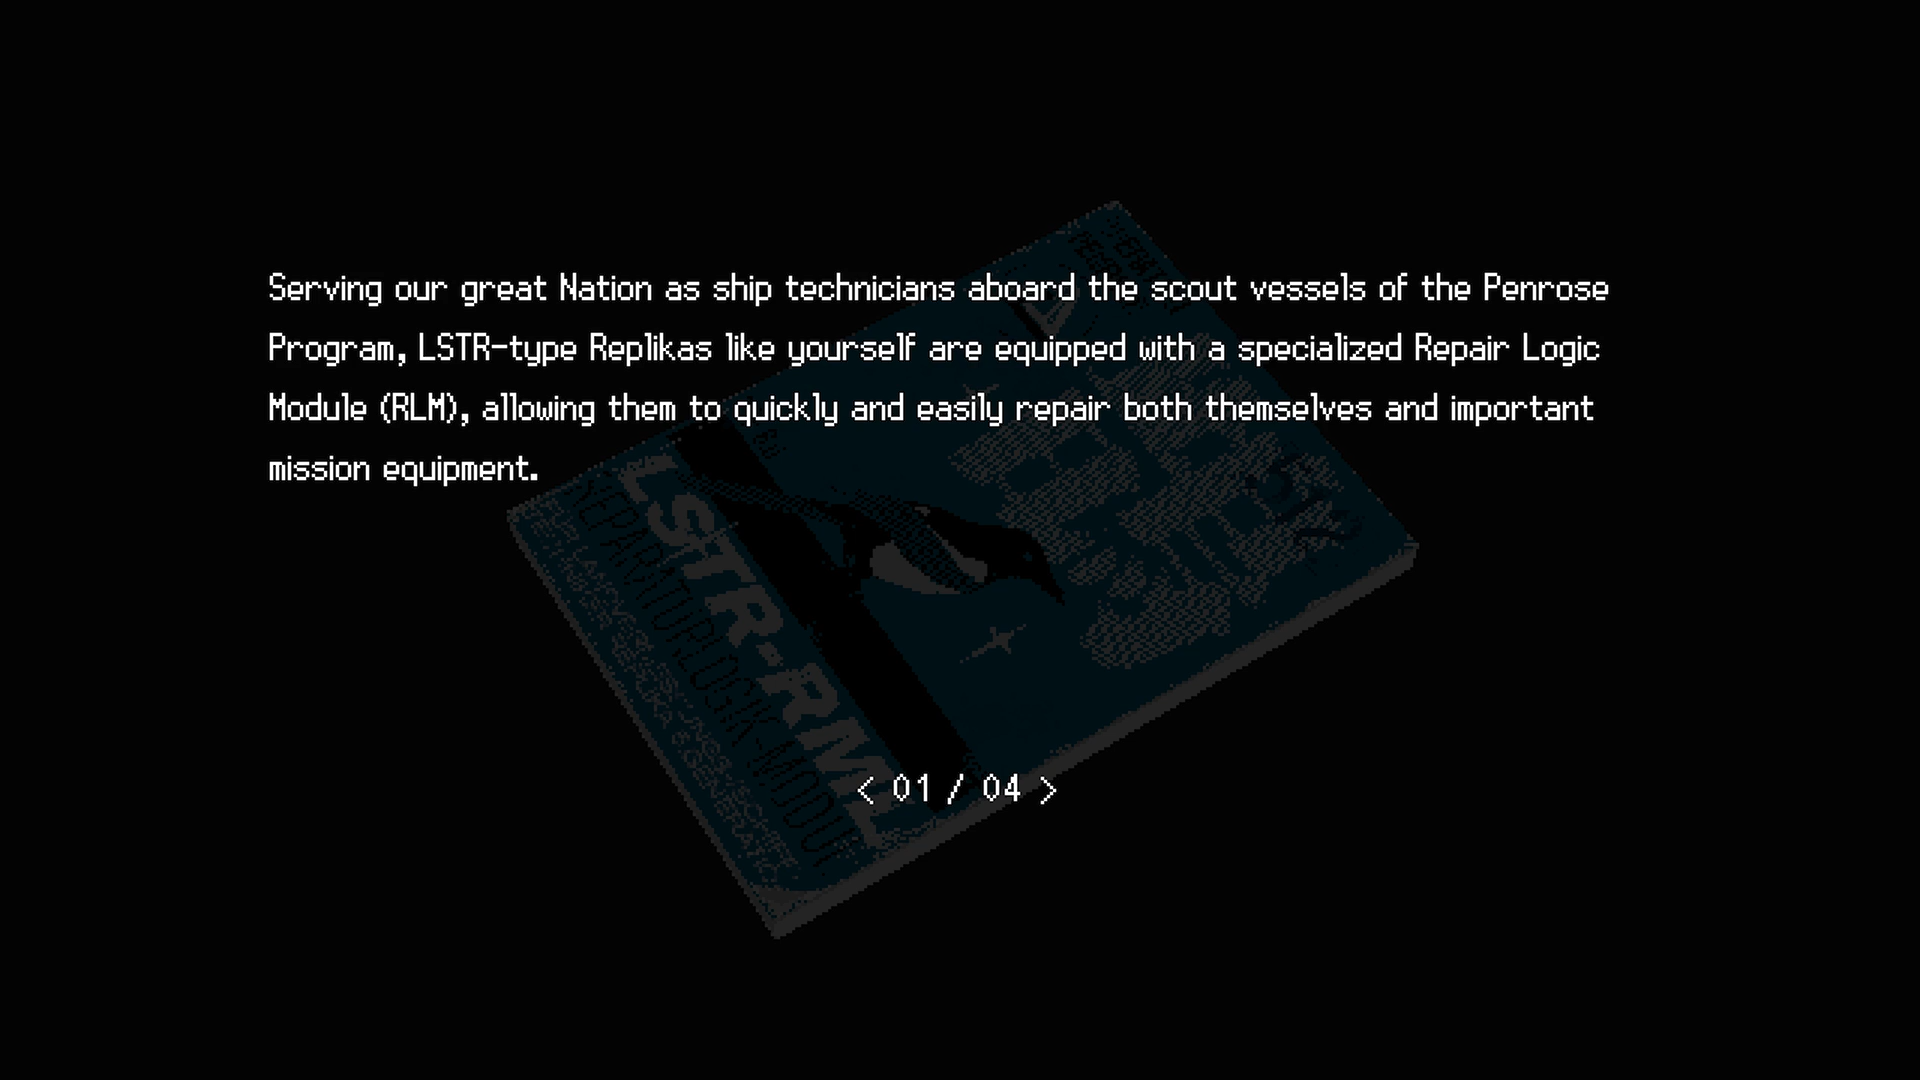 Serving our great Nation as ship technicians aboard the scout vessels of the Penrose
Program, LSTR-type Replikas like yourself are equipped with a specialized Repair Logic
Module (RLM), allowing them to quickly and easily repair both themselves and important
mission equipment.
LSTR-RML
REPARATURLOGIK-MODUL
< 01 / 04 >